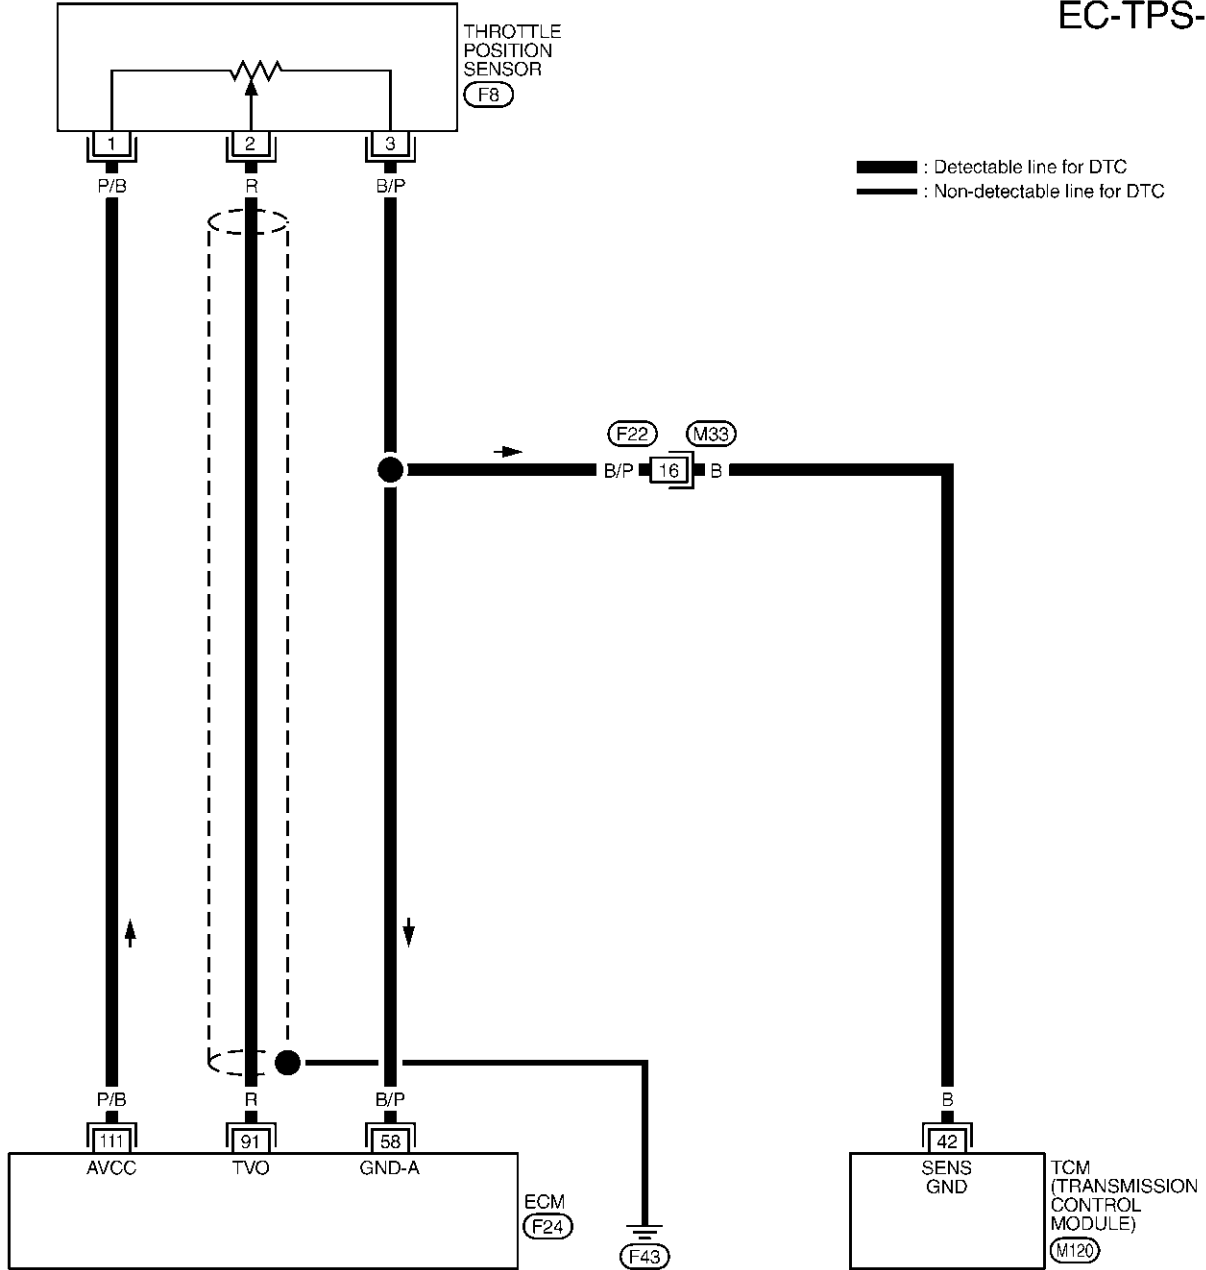 EC-TPS-
THROTTLE
POSITION
SENSOR
F8
1
2
3
P/B
R
B/P
: Detectable line for DTC
: Non-detectable line for DTC
F22
M33
B/P
16
B
P/B
R
B/P
B
111
91
58
42
AVCC
TVO
GND-A
SENS
GND
ECM
F24
F43
TCM
(TRANSMISSION
CONTROL
MODULE)
M120